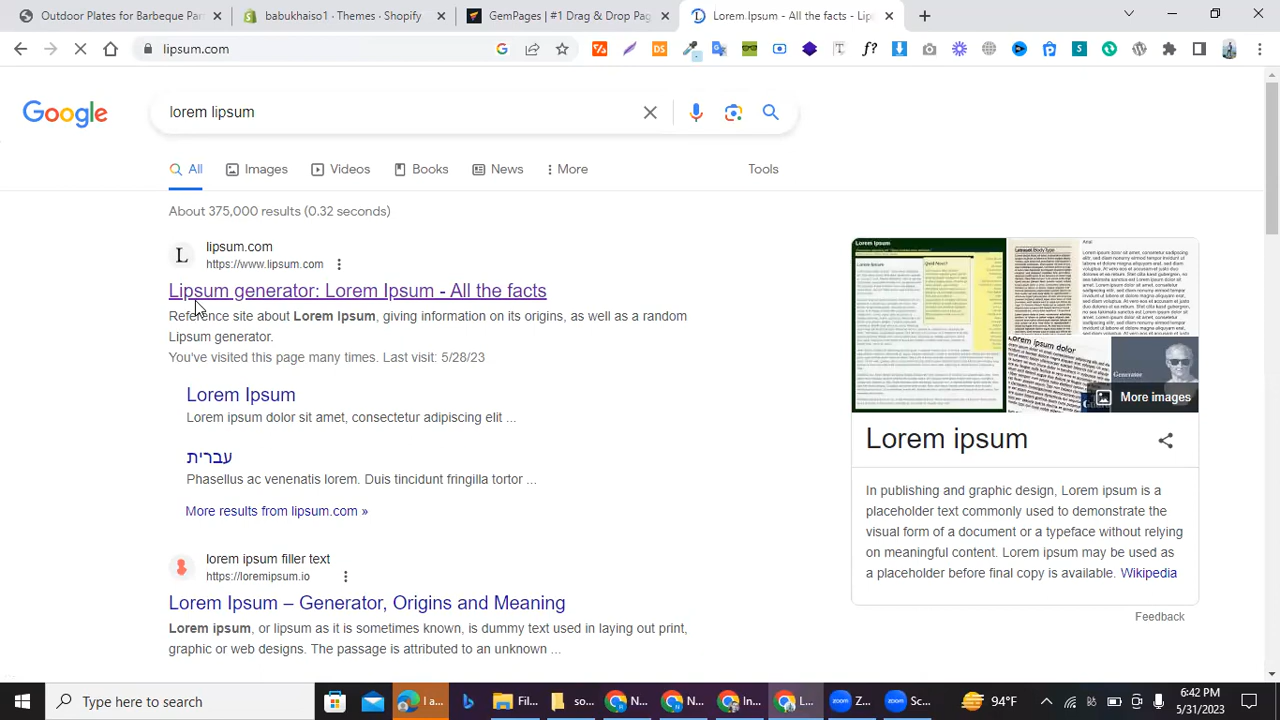 Outdoor Plates for Barbeque Par
babukhaiso1 · Themes · Shopify
GemPages | #1 Drag & Drop Pag
Lorem Ipsum - All the facts - Lip
lipsum.com
Google
lorem lipsum
All
Images
Videos
Books
News
More
Tools
About 375,000 results (0.32 seconds)
lipsum.com
generator: Lorem Ipsum - All the facts
Reference site about Lorem Ipsum, giving information on its origins, as well as a random
Lipsum generator.
You've visited this page many times. Last visit: 5/28/23
Lorem Ipsum
Lorem ipsum dolor sit amet, consectetur adipiscing elit ...
עברית
Phasellus ac venenatis lorem. Duis tincidunt fringilla tortor ...
More results from lipsum.com »
lorem ipsum filler text
https://loremipsum.io
Lorem Ipsum – Generator, Origins and Meaning
Lorem ipsum, or lipsum as it is sometimes known, is dummy text used in laying out print,
graphic or web designs. The passage is attributed to an unknown ...
More images
Lorem ipsum
In publishing and graphic design, Lorem ipsum is a
placeholder text commonly used to demonstrate the
visual form of a document or a typeface without relying
on meaningful content. Lorem ipsum may be used as
a placeholder before final copy is available. Wikipedia
Feedback
Type here to search
I a...
Fil...
so...
N...
N...
In...
L...
Z...
Sc...
94°F
6:42 PM
5/31/2023